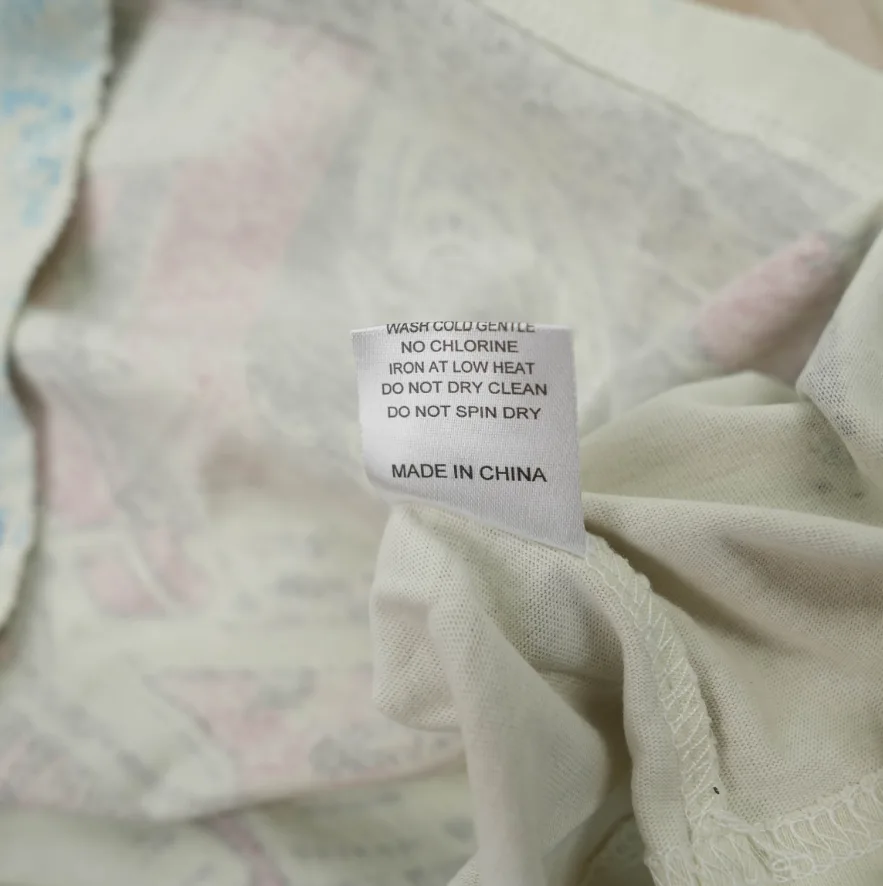 WASH COLD GENTLE
NO CHLORINE
IRON AT LOW HEAT
DO NOT DRY CLEAN
DO NOT SPIN DRY
MADE IN CHINA